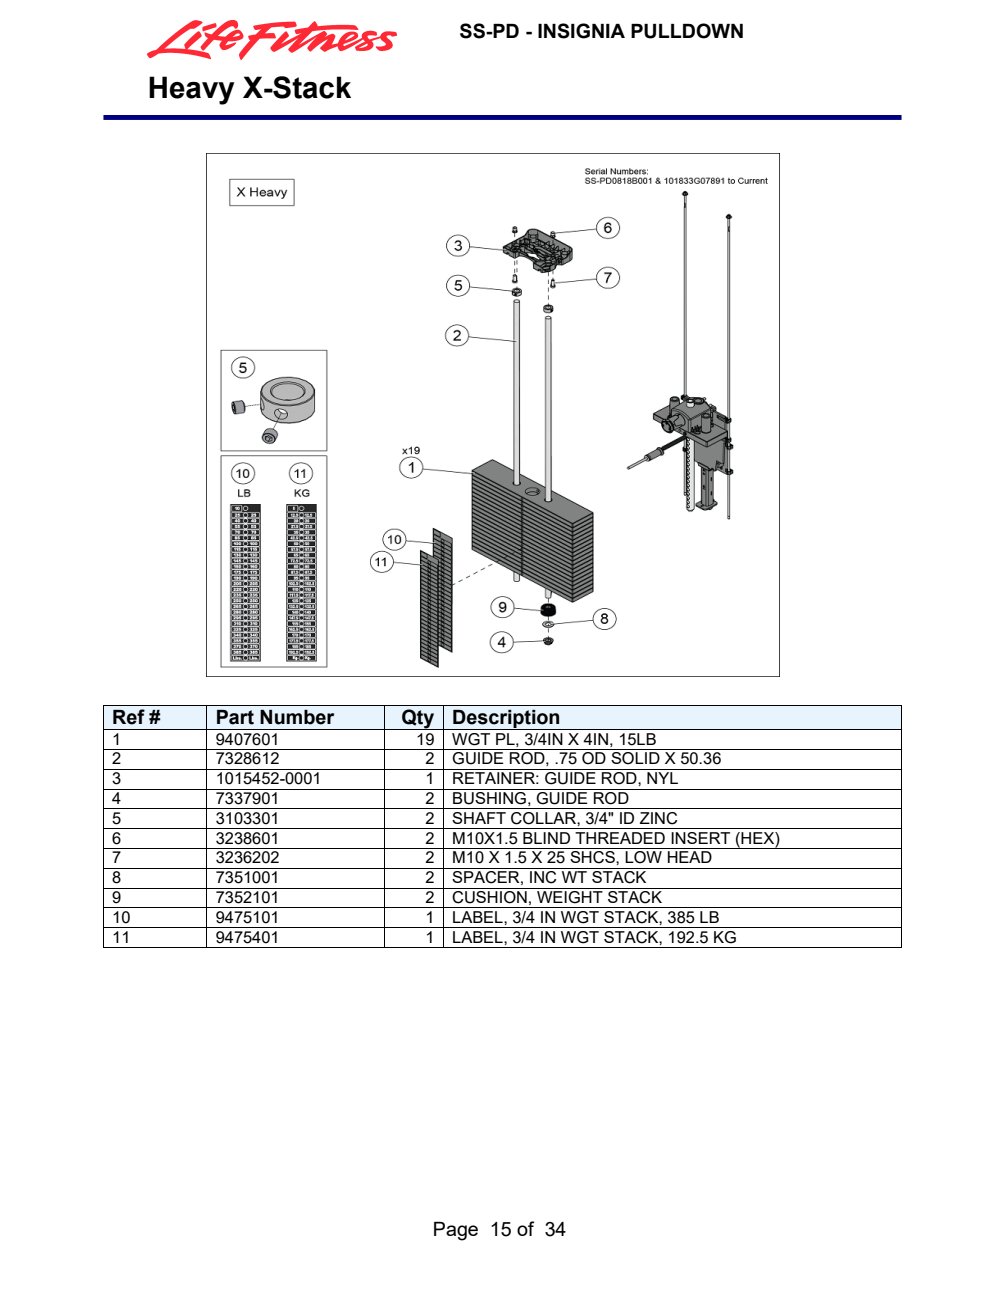 Life Fitness
SS-PD - INSIGNIA PULLDOWN
Heavy X-Stack
Serial Numbers:
SS-PD0818B001 & 101833G07891 to Current
X Heavy
6
3
7
5
2
5
x19
1
10
11
LB
KG
10
11
9
8
4
Ref # Part Number Qty Description
1 9407601 19 WGT PL, 3/4IN X 4IN, 15LB
2 7328612 2 GUIDE ROD, .75 OD SOLID X 50.36
3 1015452-0001 1 RETAINER: GUIDE ROD, NYL
4 7337901 2 BUSHING, GUIDE ROD
5 3103301 2 SHAFT COLLAR, 3/4" ID ZINC
6 3238601 2 M10X1.5 BLIND THREADED INSERT (HEX)
7 3236202 2 M10 X 1.5 X 25 SHCS, LOW HEAD
8 7351001 2 SPACER, INC WT STACK
9 7352101 2 CUSHION, WEIGHT STACK
10 9475101 1 LABEL, 3/4 IN WGT STACK, 385 LB
11 9475401 1 LABEL, 3/4 IN WGT STACK, 192.5 KG
Page 15 of 34